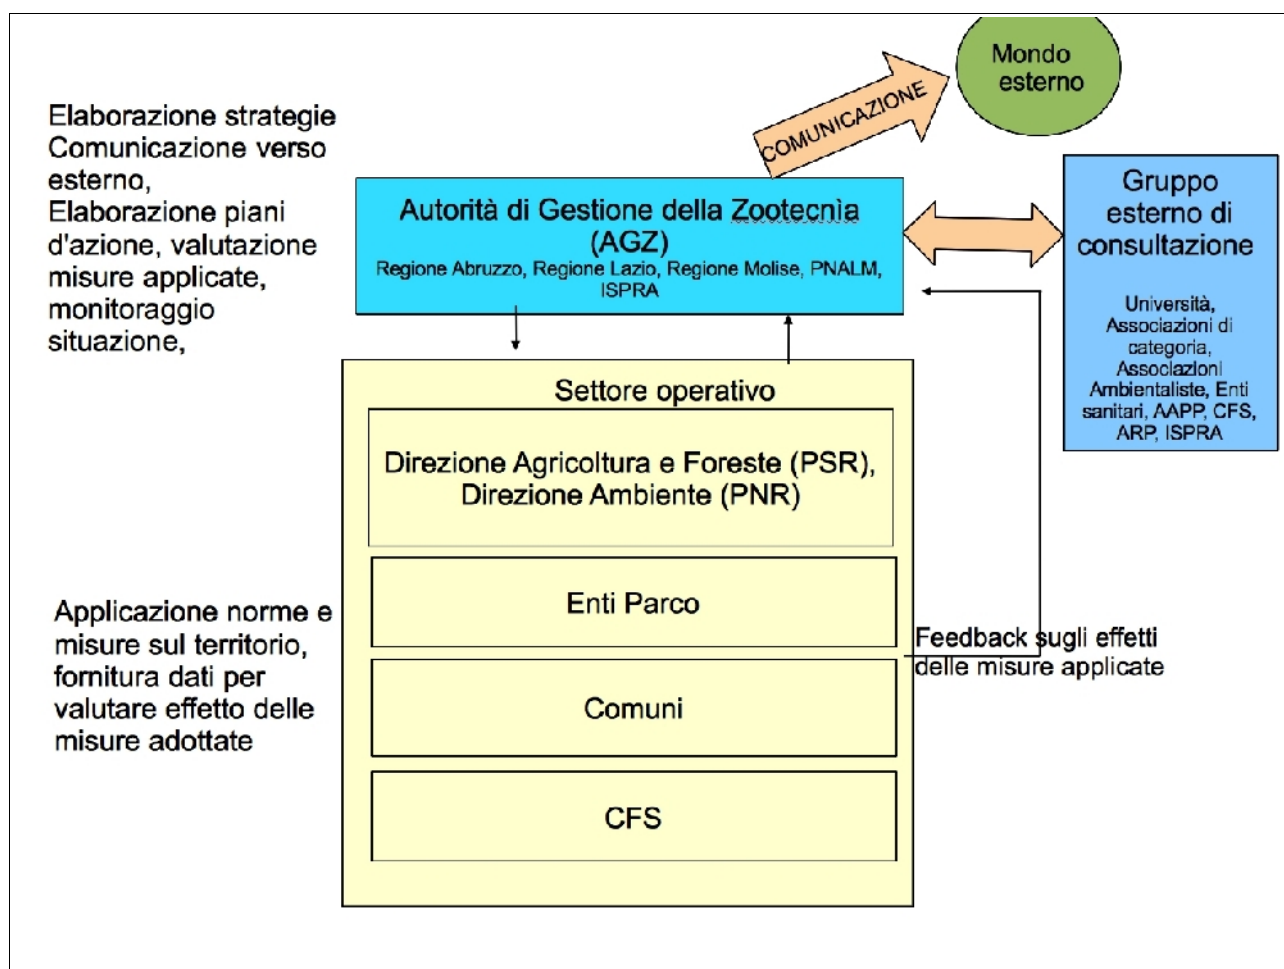 Mondo
esterno
COMUNICAZIONE
Elaborazione strategie
Comunicazione verso
esterno,
Elaborazione piani
d'azione, valutazione
misure applicate,
monitoraggio
situazione,
Autorità di Gestione della Zootecnìa
(AGZ)
Regione Abruzzo, Regione Lazio, Regione Molise, PNALM,
ISPRA
Gruppo
esterno di
consultazione
Università,
Associazioni di
categoria,
Associazioni
Ambientaliste, Enti
sanitari, AAPP, CFS,
ARP, ISPRA
Settore operativo
Direzione Agricoltura e Foreste (PSR),
Direzione Ambiente (PNR)
Enti Parco
Comuni
CFS
Applicazione norme e
misure sul territorio,
fornitura dati per
valutare effetto delle
misure adottate
Feedback sugli effetti
delle misure applicate